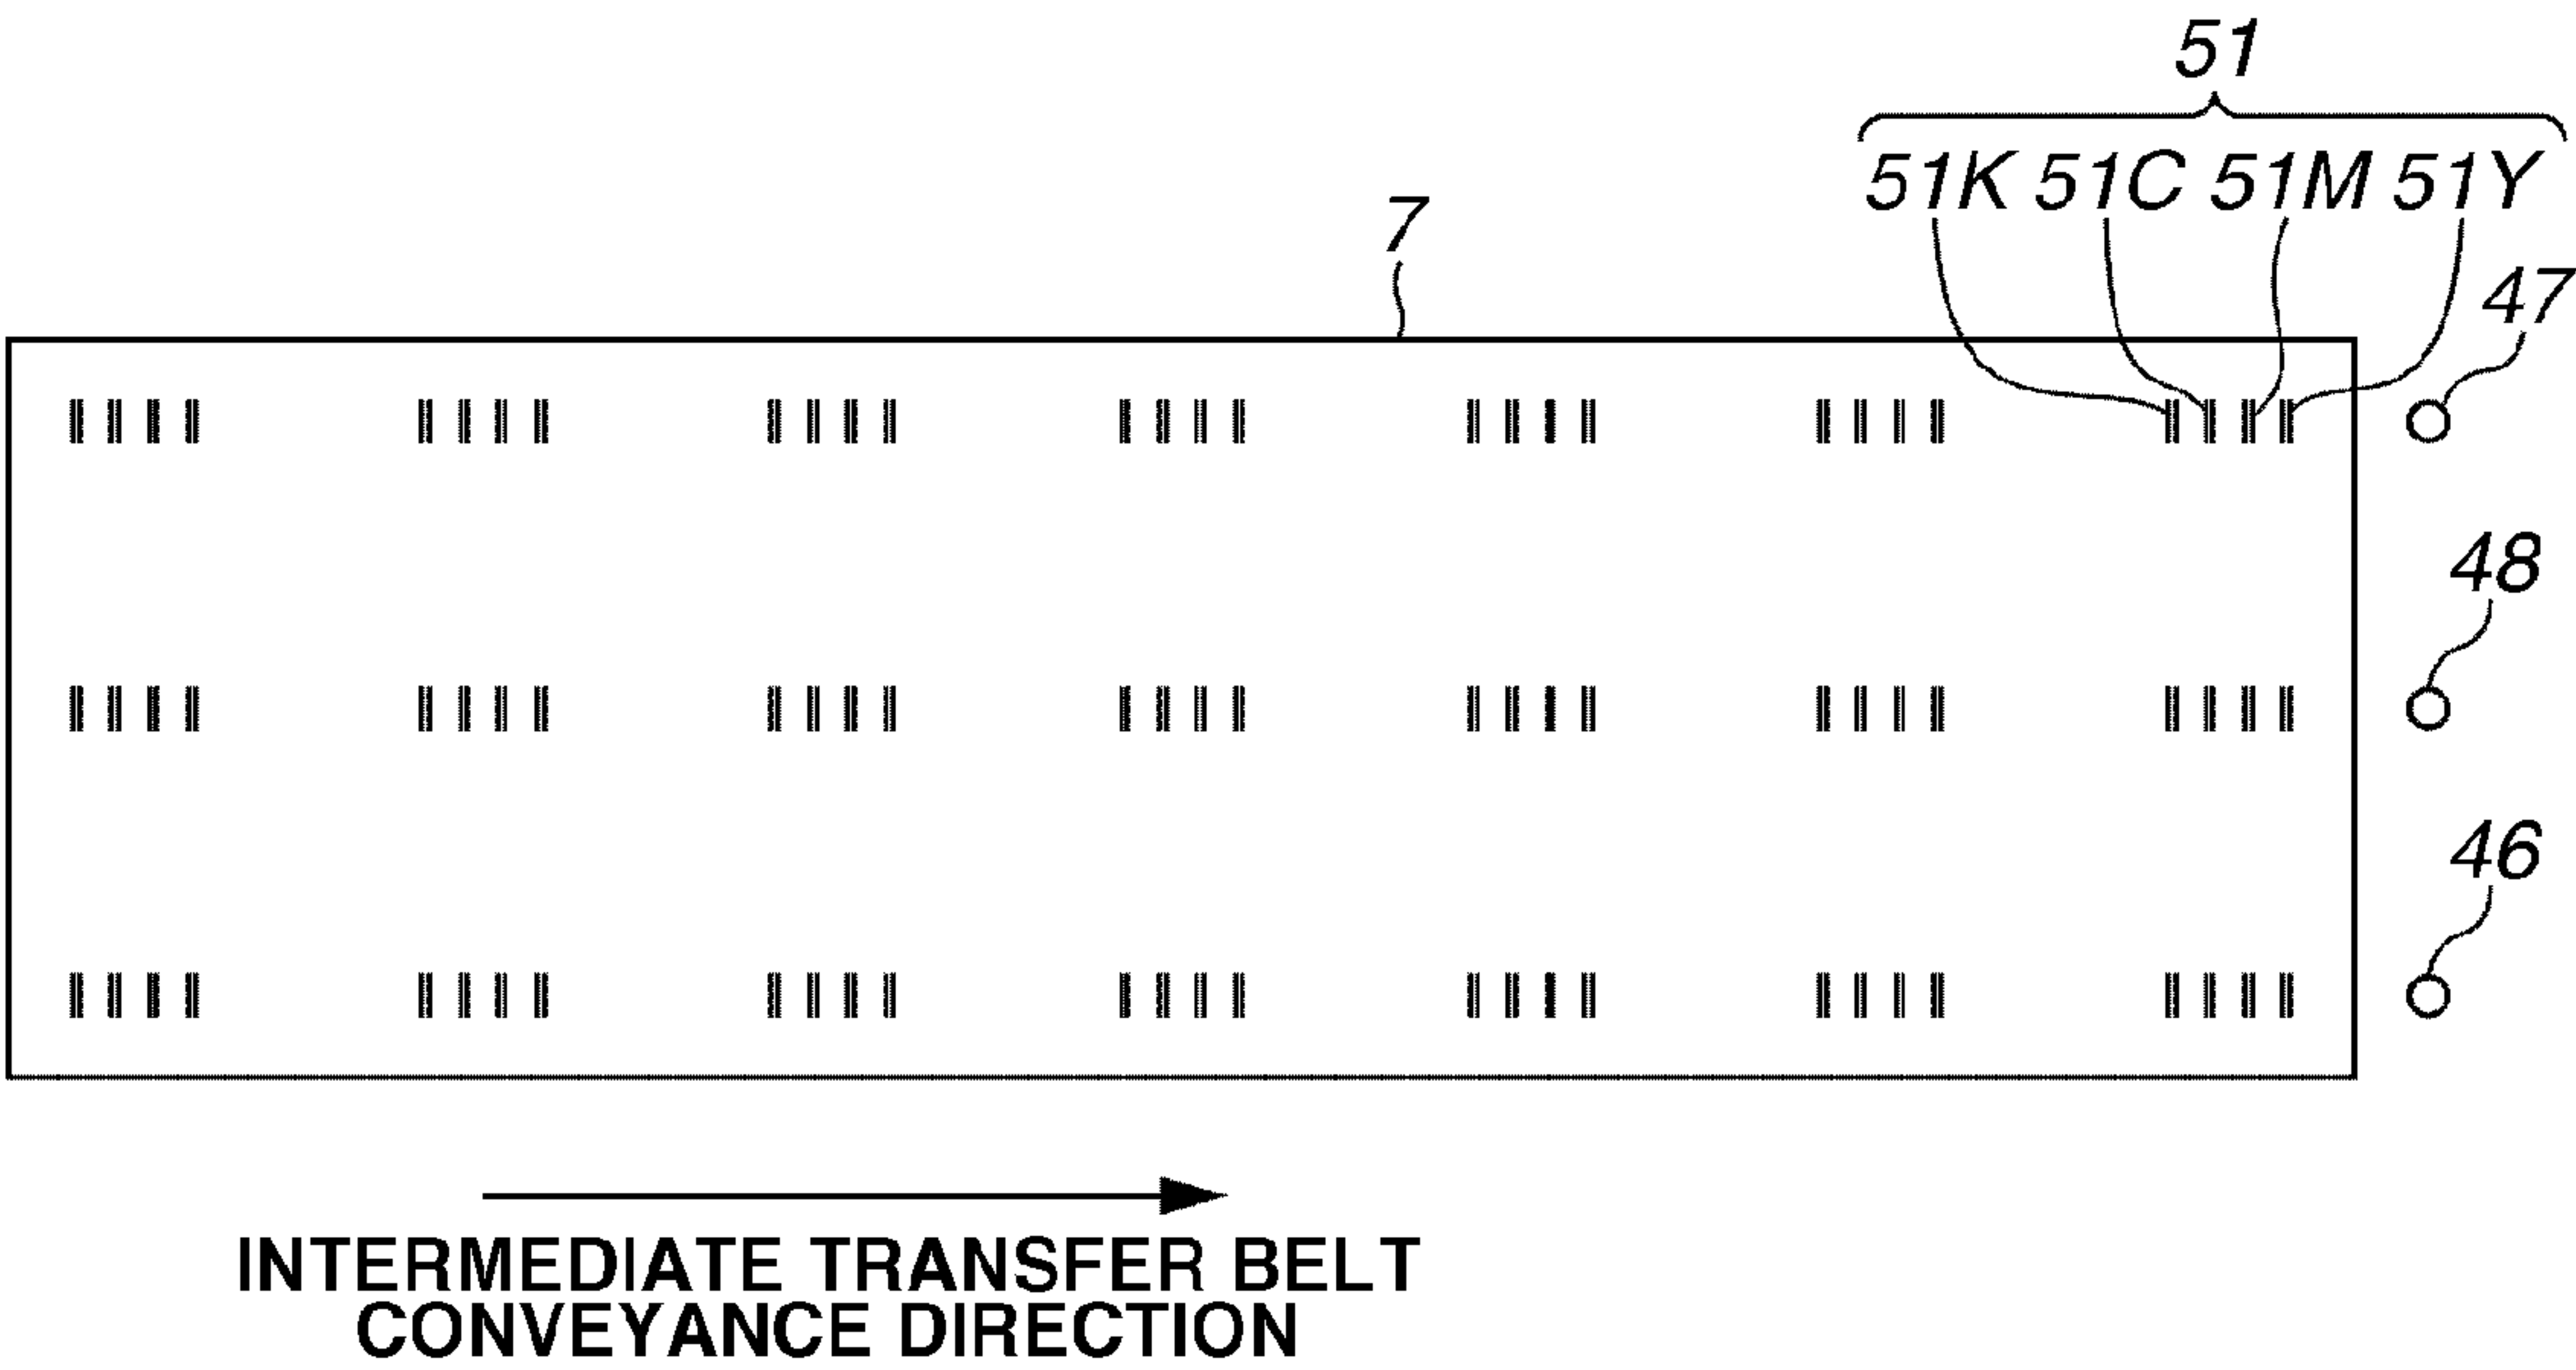 51
51K 51C 51M 51Y
7
47
48
46
INTERMEDIATE TRANSFER BELT
CONVEYANCE DIRECTION